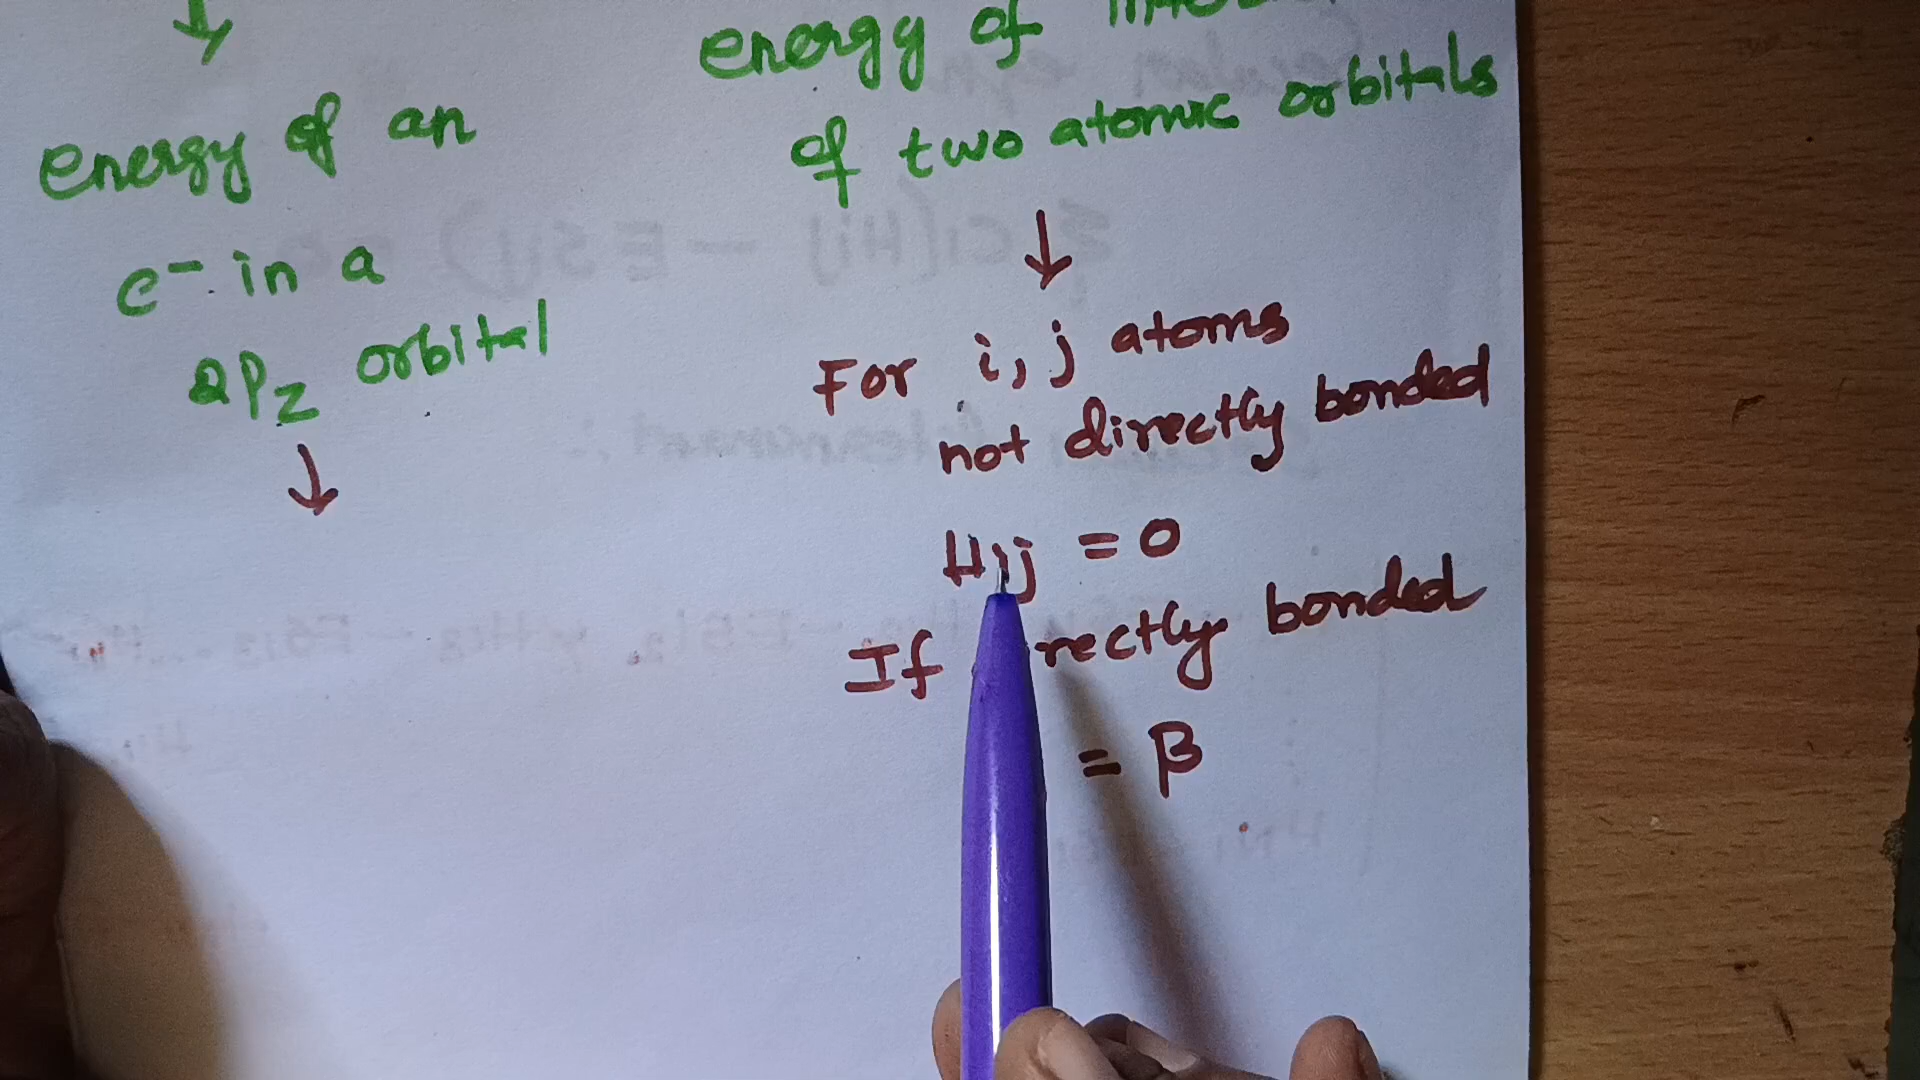 energy of an
e- in a
2Pz orbital
energy of
of two atomic orbitals
For i, j atoms
not directly bonded
Hij = 0
If directly bonded
= β